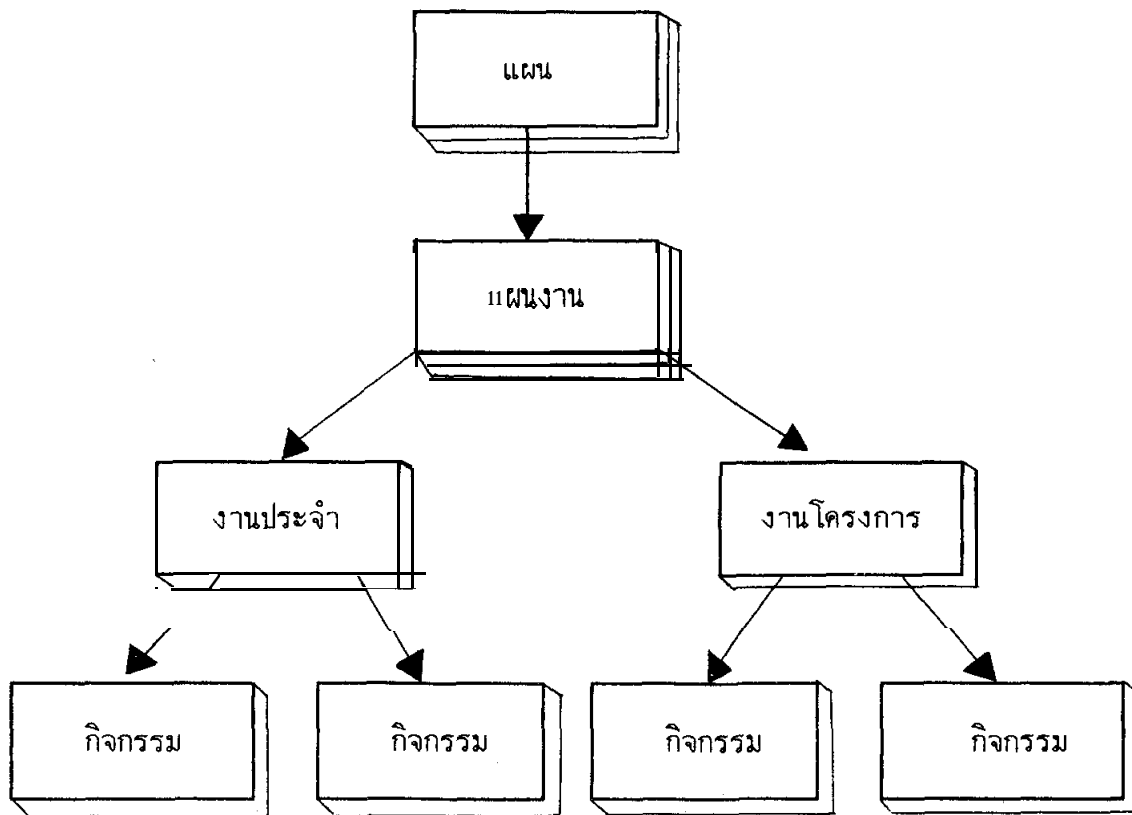 แผน
11ผนงาน
งานประจำ
งานโครงการ
กิจกรรม
กิจกรรม
กิจกรรม
กิจกรรม